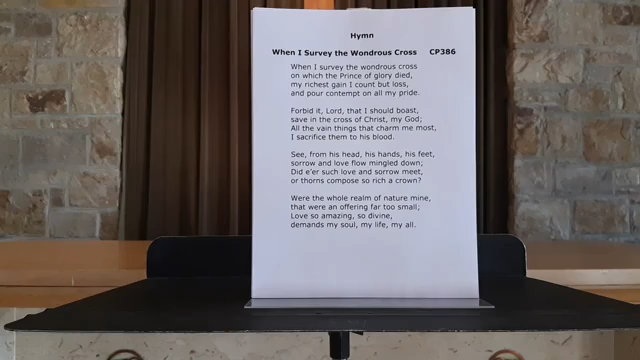 Hymn
When I Survey the Wondrous Cross CP386
When I survey the wondrous cross
on which the Prince of glory died,
my richest gain I count but loss,
and pour contempt on all my pride.
Forbid it, Lord, that I should boast,
save in the cross of Christ, my God;
All the vain things that charm me most,
I sacrifice them to his blood.
See, from his head, his hands, his feet,
sorrow and love flow mingled down;
Did e'er such love and sorrow meet,
or thorns compose so rich a crown?
Were the whole realm of nature mine,
that were an offering far too small;
Love so amazing, so divine,
demands my soul, my life, my all.